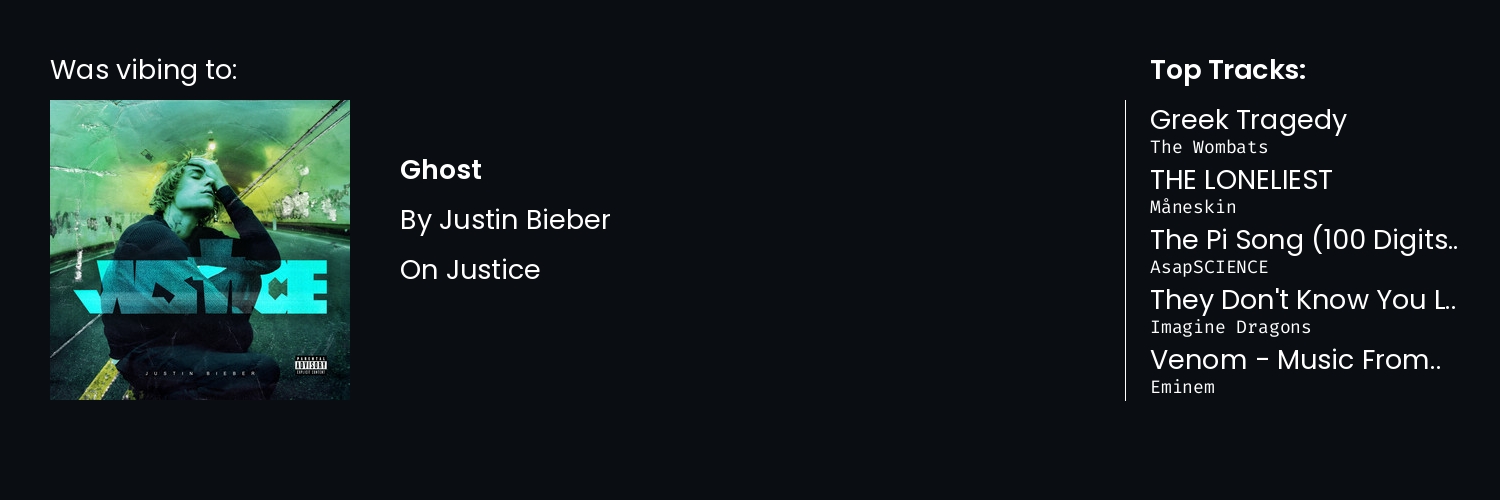 Was vibing to:
JUSTICE
JUSTIN BIEBER
PARENTAL
ADVISORY
EXPLICIT CONTENT
Ghost
By Justin Bieber
On Justice
Top Tracks:
Greek Tragedy
The Wombats
THE LONELIEST
Måneskin
The Pi Song (100 Digits..
AsapSCIENCE
They Don't Know You L..
Imagine Dragons
Venom - Music From..
Eminem